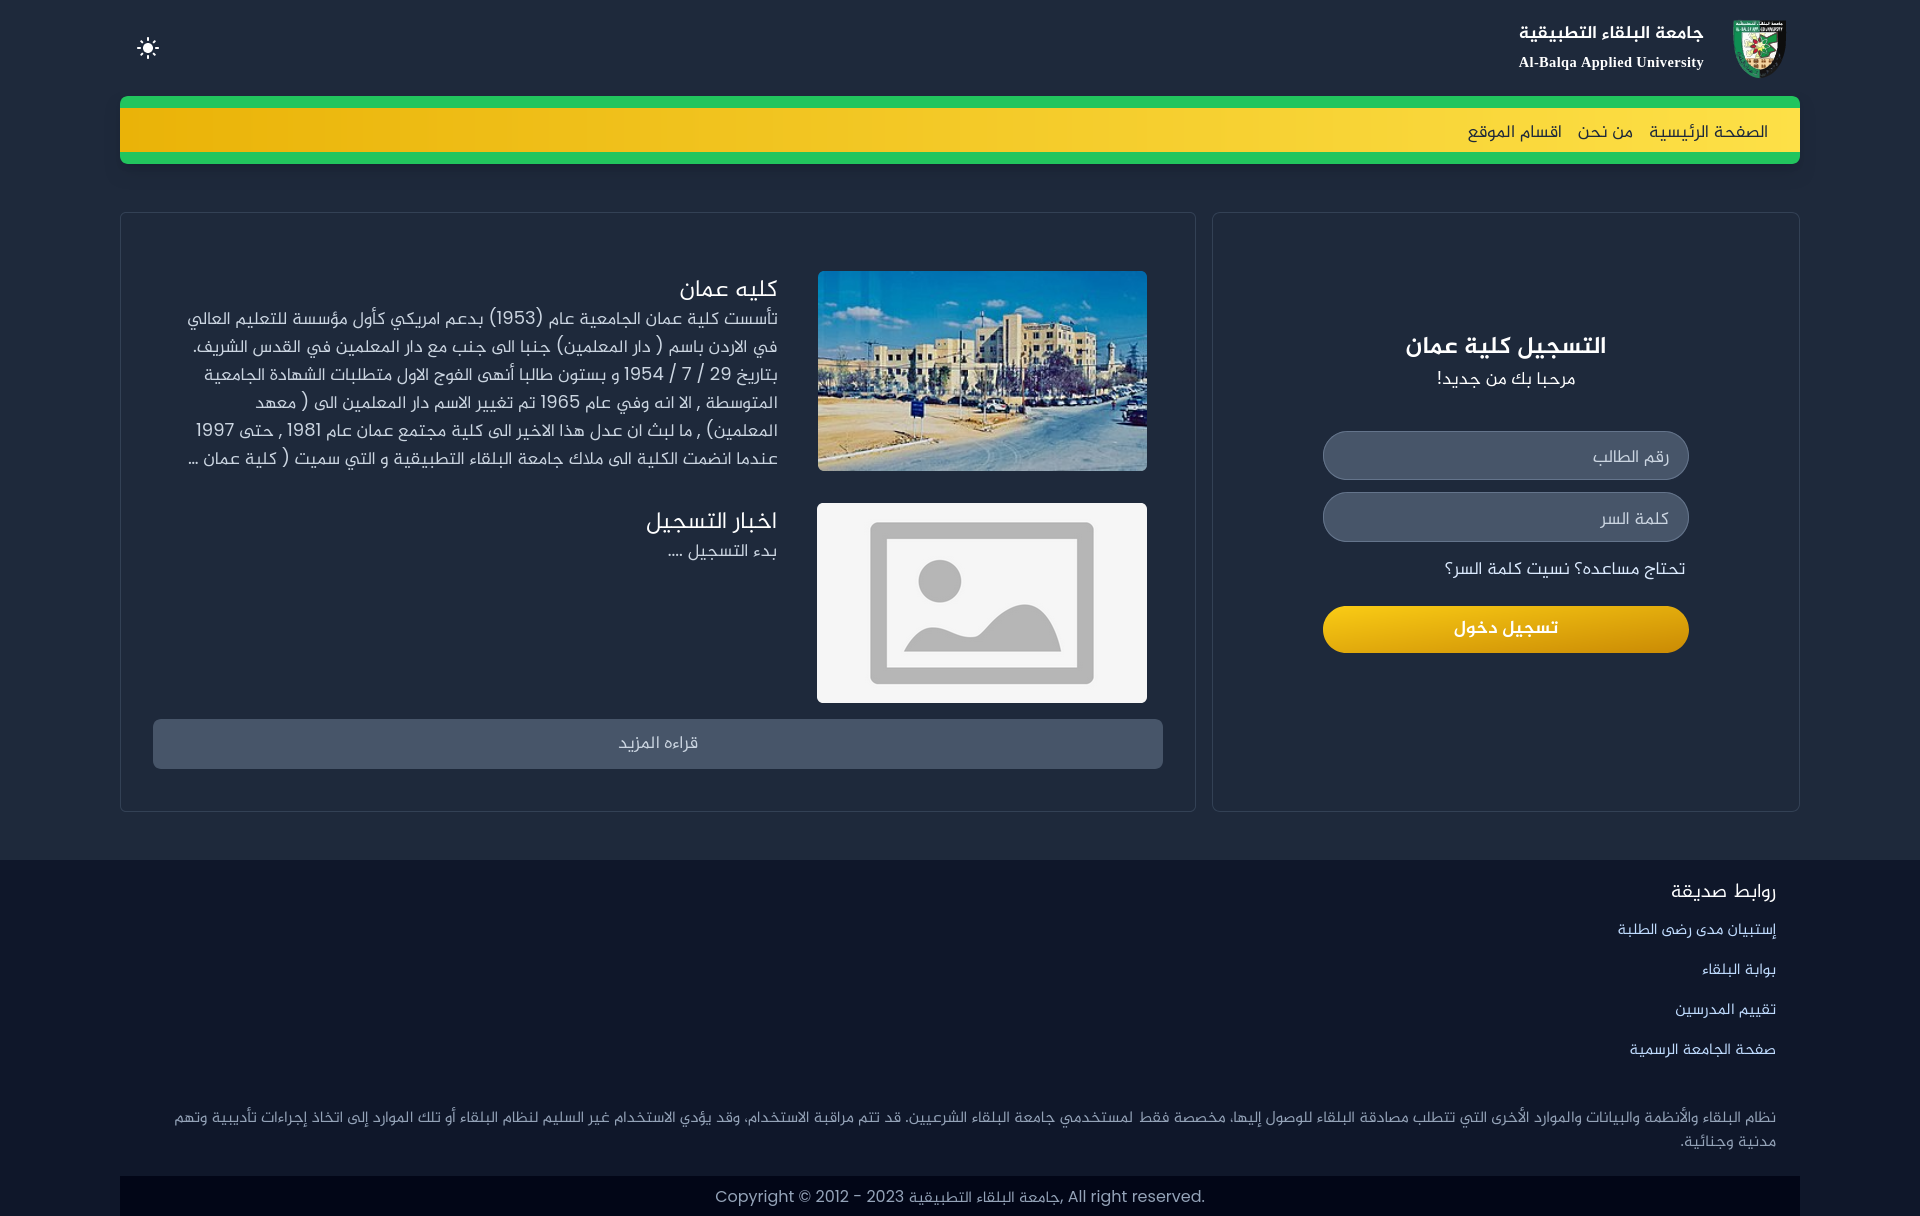 جامعة البلقاء التطبيقية
Al-Balqa Applied University
الصفحة الرئيسية
من نحن
اقسام الموقع
التسجيل كلية عمان
مرحبا بك من جديد!
رقم الطالب
كلمة السر
تحتاج مساعده؟ نسيت كلمة السر؟
تسجيل دخول
كليه عمان
تأسست كلية عمان الجامعية عام (1953) بدعم امريكي كأول مؤسسة للتعليم العالي
في الاردن باسم ( دار المعلمين) جنبا الى جنب مع دار المعلمين في القدس الشريف.
بتاريخ 29 / 7 / 1954 و بستون طالبا أنهى الفوج الاول متطلبات الشهادة الجامعية
المتوسطة , الا انه وفي عام 1965 تم تغيير الاسم دار المعلمين الى ( معهد
المعلمين) , ما لبث ان عدل هذا الاخير الى كلية مجتمع عمان عام 1981 , حتى 1997
عندما انضمت الكلية الى ملاك جامعة البلقاء التطبيقية و التي سميت ( كلية عمان ...
اخبار التسجيل
بدء التسجيل ....
قراءه المزيد
روابط صديقة
إستبيان مدى رضى الطلبة
بوابة البلقاء
تقييم المدرسين
صفحة الجامعة الرسمية
نظام البلقاء والأنظمة والبيانات والموارد الأخرى التي تتطلب مصادقة البلقاء للوصول إليها، مخصصة فقط لمستخدمي جامعة البلقاء الشرعيين. قد تتم مراقبة الاستخدام، وقد يؤدي الاستخدام غير السليم لنظام البلقاء أو تلك الموارد إلى اتخاذ إجراءات تأديبية وتهم
مدنية وجنائية.
Copyright © 2012 - 2023 جامعة البلقاء التطبيقية, All right reserved.